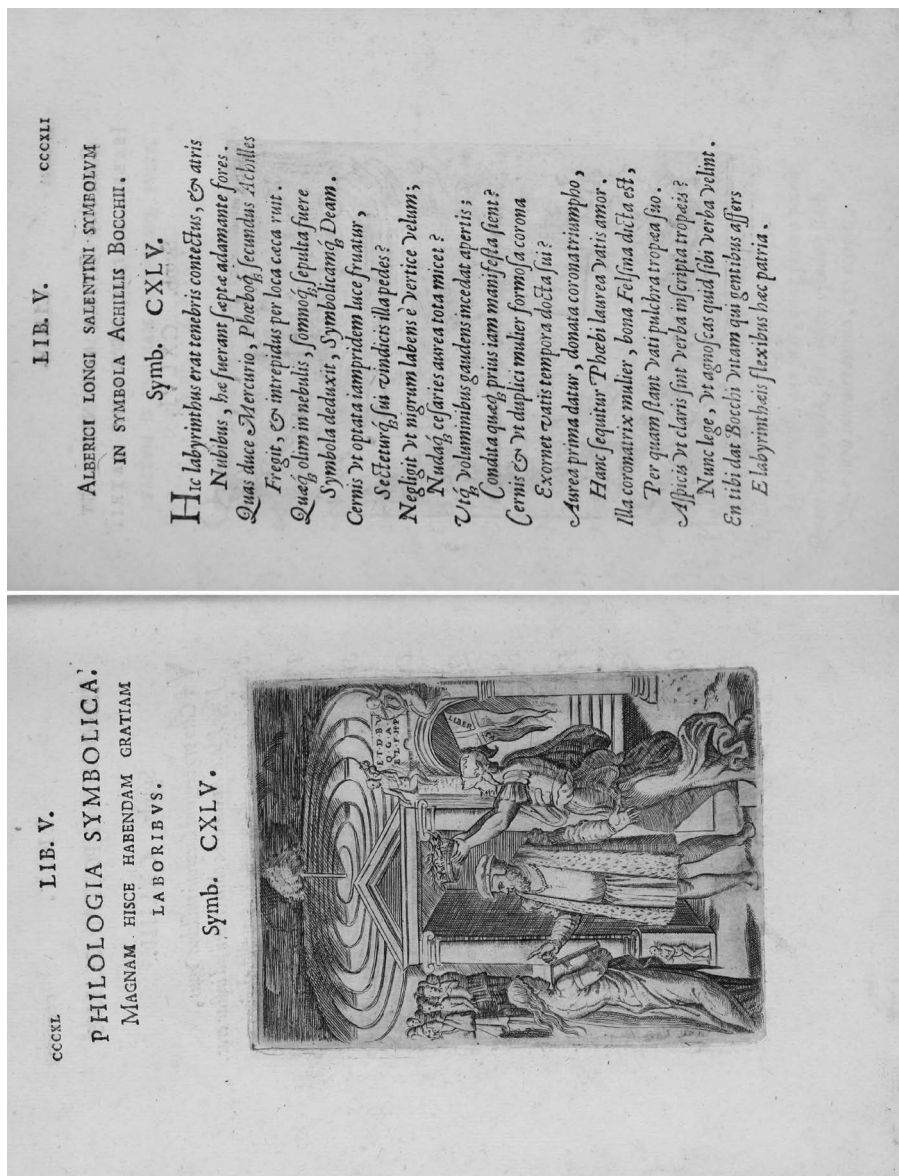 CCCXL LIB. V.
PHILOLOGIA SYMBOLICA.
MAGNAM HISCE HABENDAM GRATIAM
LABORIBVS.
Symb. CXLV.
ET·D·B·V
Q·G·A
E·L·F·H·P
LIBER
LIB. V. CCCXLI
ALBERICI LONGI SALENTINI SYMBOLVM
IN SYMBOLA ACHILLIS BOCCHII.
Symb. CXLV.
HIc labyrinthus erat tenebris contectus, & atris
Nubibus, hæ fuerant sæptæ adamante fores.
Quas duce Mercurio, Phæboq́; secundus Achilles
Fregit, & intrepidus per loca cæca ruit.
Quæq́; olim in nebulis, somnoq́; sepulta fuere
Symbola deduxit, Symbolicamq́; Deam.
Cernis vt optata iampridem luce fruatur,
Secteturq́; sui vindicis illa pedes?
Negligit vt nigrum labens è vertice velum;
Nudaq́; cesaries aurea tota micet?
Vtq́; voluminibus gaudens incedat apertis;
Condita quæq́; prius iam manifesta sient?
Cernis & vt duplici mulier formosa corona
Exornet vatis tempora docta sui?
Aurea prima datur, donata corona triumpho,
Hanc sequitur Phœbi laurea vatis amor.
Illa coronatrix mulier, bona Felsina dicta est,
Per quam stant vati pulchra tropæa suo.
Aspicis vt claris sint verba inscripta tropæis?
Nunc lege, vt agnoscas quid sibi verba velint.
En tibi dat Bocchi vitam qui gentibus affers
E labyrinthæis flexibus hæc patria.